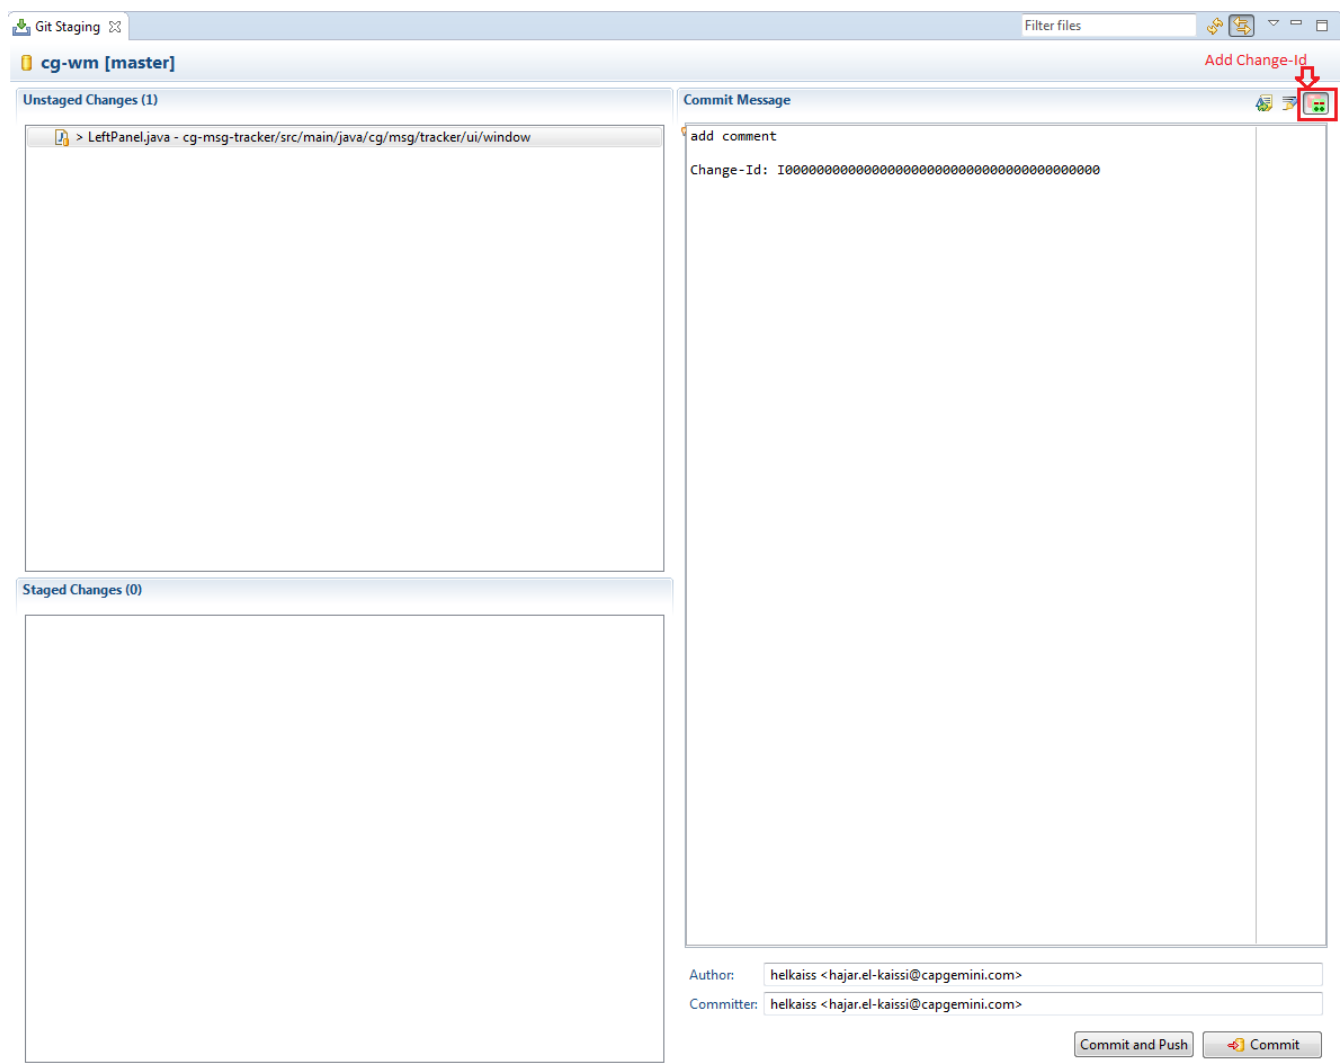 Git Staging
Filter files
cg-wm [master]
Add Change-Id
Unstaged Changes (1)
> LeftPanel.java - cg-msg-tracker/src/main/java/cg/msg/tracker/ui/window
Staged Changes (0)
Commit Message
add comment
Change-Id: I0000000000000000000000000000000000000000
Author: helkaiss <hajar.el-kaissi@capgemini.com>
Committer: helkaiss <hajar.el-kaissi@capgemini.com>
Commit and Push
Commit